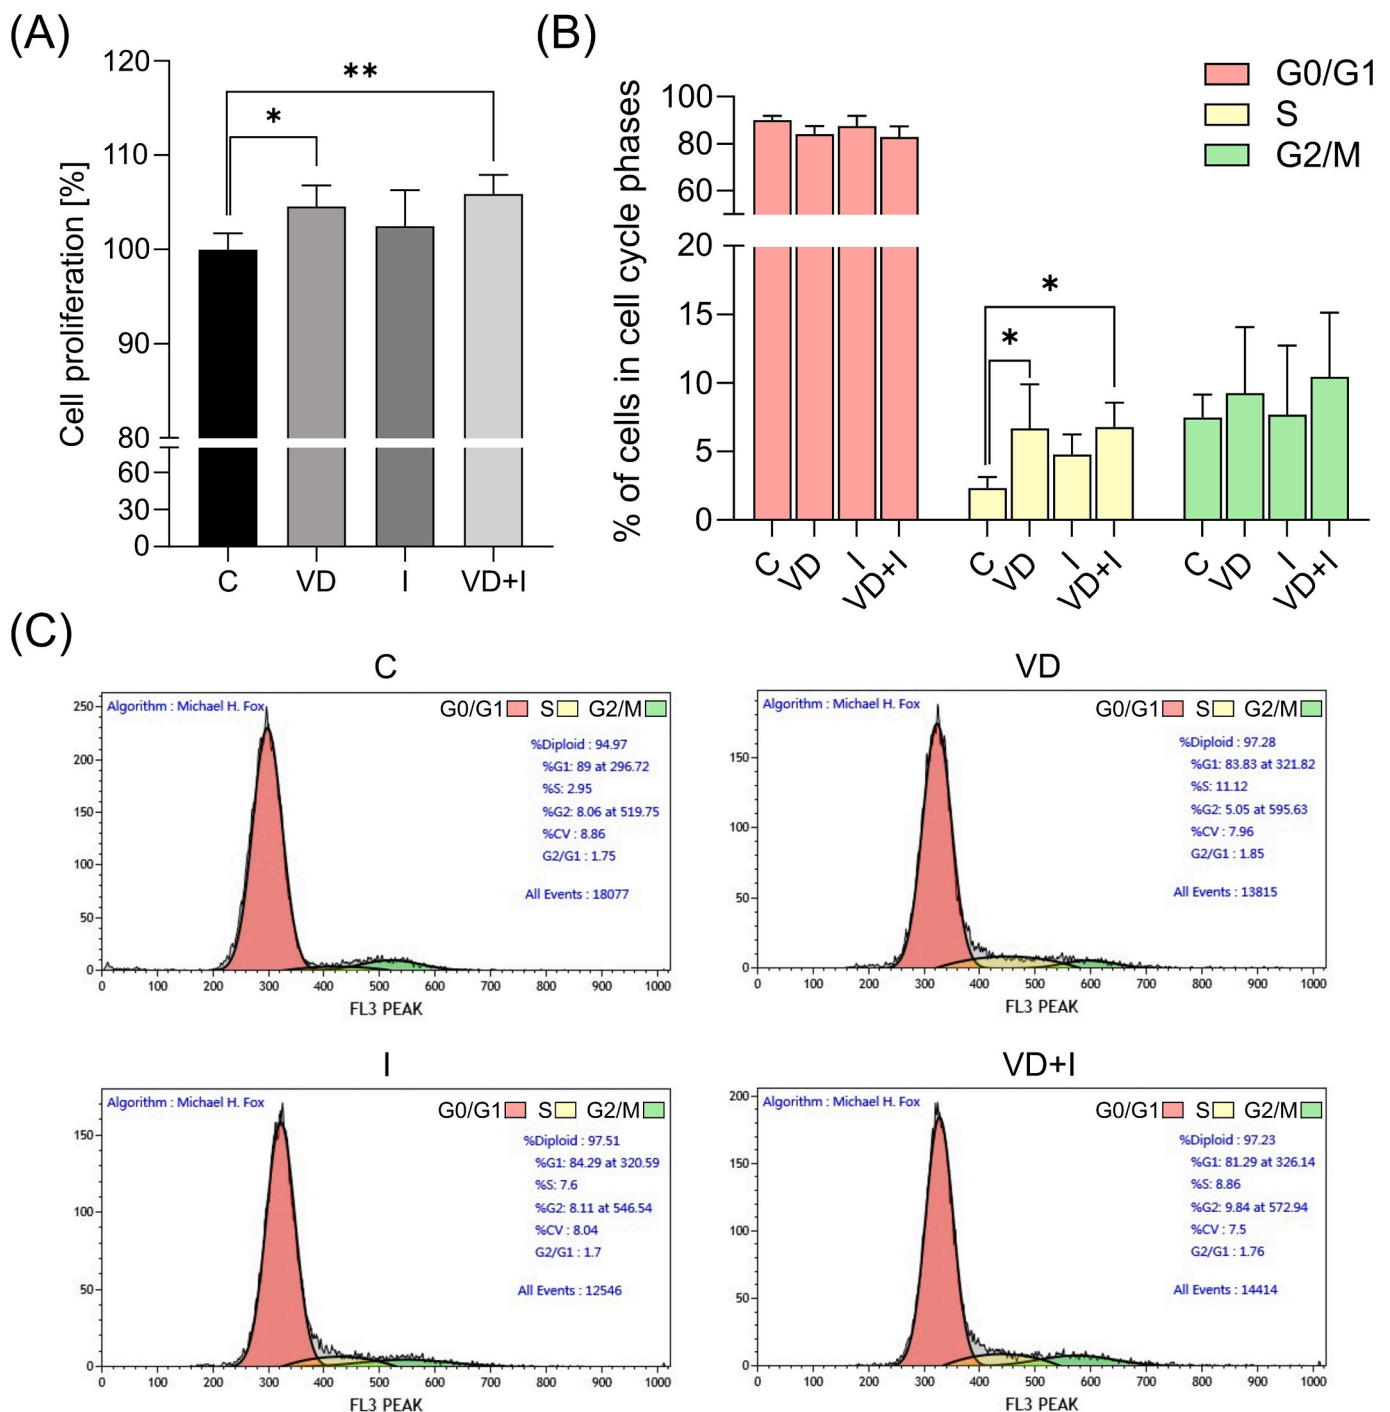 (A)
120
110
100
90
80
60
30
0
Cell proliferation [%]
*
**
C VD I VD+I
(B)
G0/G1
S
G2/M
100
80
60
20
15
10
5
0
% of cells in cell cycle phases
*
*
C VD I VD+I C VD I VD+I C VD I VD+I
(C)
C
Algorithm : Michael H. Fox
G0/G1 S G2/M
%Diploid : 94.97
%G1: 89 at 296.72
%S: 2.95
%G2: 8.06 at 519.75
%CV : 8.86
G2/G1 : 1.75
All Events : 18077
250
200
150
100
50
0
0 100 200 300 400 500 600 700 800 900 1000
FL3 PEAK
VD
Algorithm : Michael H. Fox
G0/G1 S G2/M
%Diploid : 97.28
%G1: 83.83 at 321.82
%S: 11.12
%G2: 5.05 at 595.63
%CV : 7.96
G2/G1 : 1.85
All Events : 13815
150
100
50
0
0 100 200 300 400 500 600 700 800 900 1000
FL3 PEAK
I
Algorithm : Michael H. Fox
G0/G1 S G2/M
%Diploid : 97.51
%G1: 84.29 at 320.59
%S: 7.6
%G2: 8.11 at 546.54
%CV : 8.04
G2/G1 : 1.7
All Events : 12546
150
100
50
0
0 100 200 300 400 500 600 700 800 900 1000
FL3 PEAK
VD+I
Algorithm : Michael H. Fox
G0/G1 S G2/M
%Diploid : 97.23
%G1: 81.29 at 326.14
%S: 8.86
%G2: 9.84 at 572.94
%CV : 7.5
G2/G1 : 1.76
All Events : 14414
200
150
100
50
0
0 100 200 300 400 500 600 700 800 900 1000
FL3 PEAK